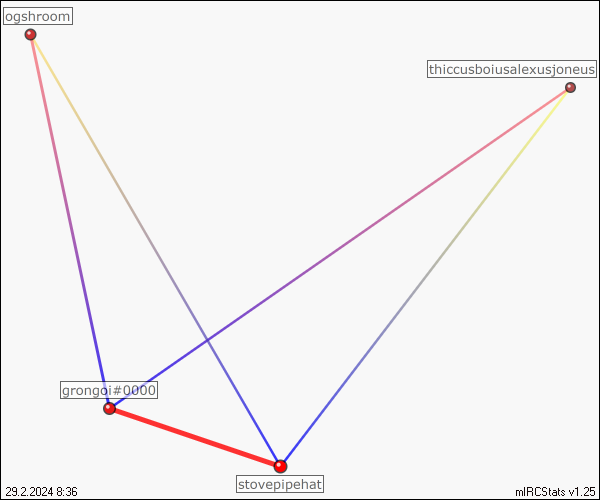 ogshroom
thiccusboiusalexusjoneus
grongoi#0000
stovepipehat
29.2.2024 8:36
mIRCStats v1.25